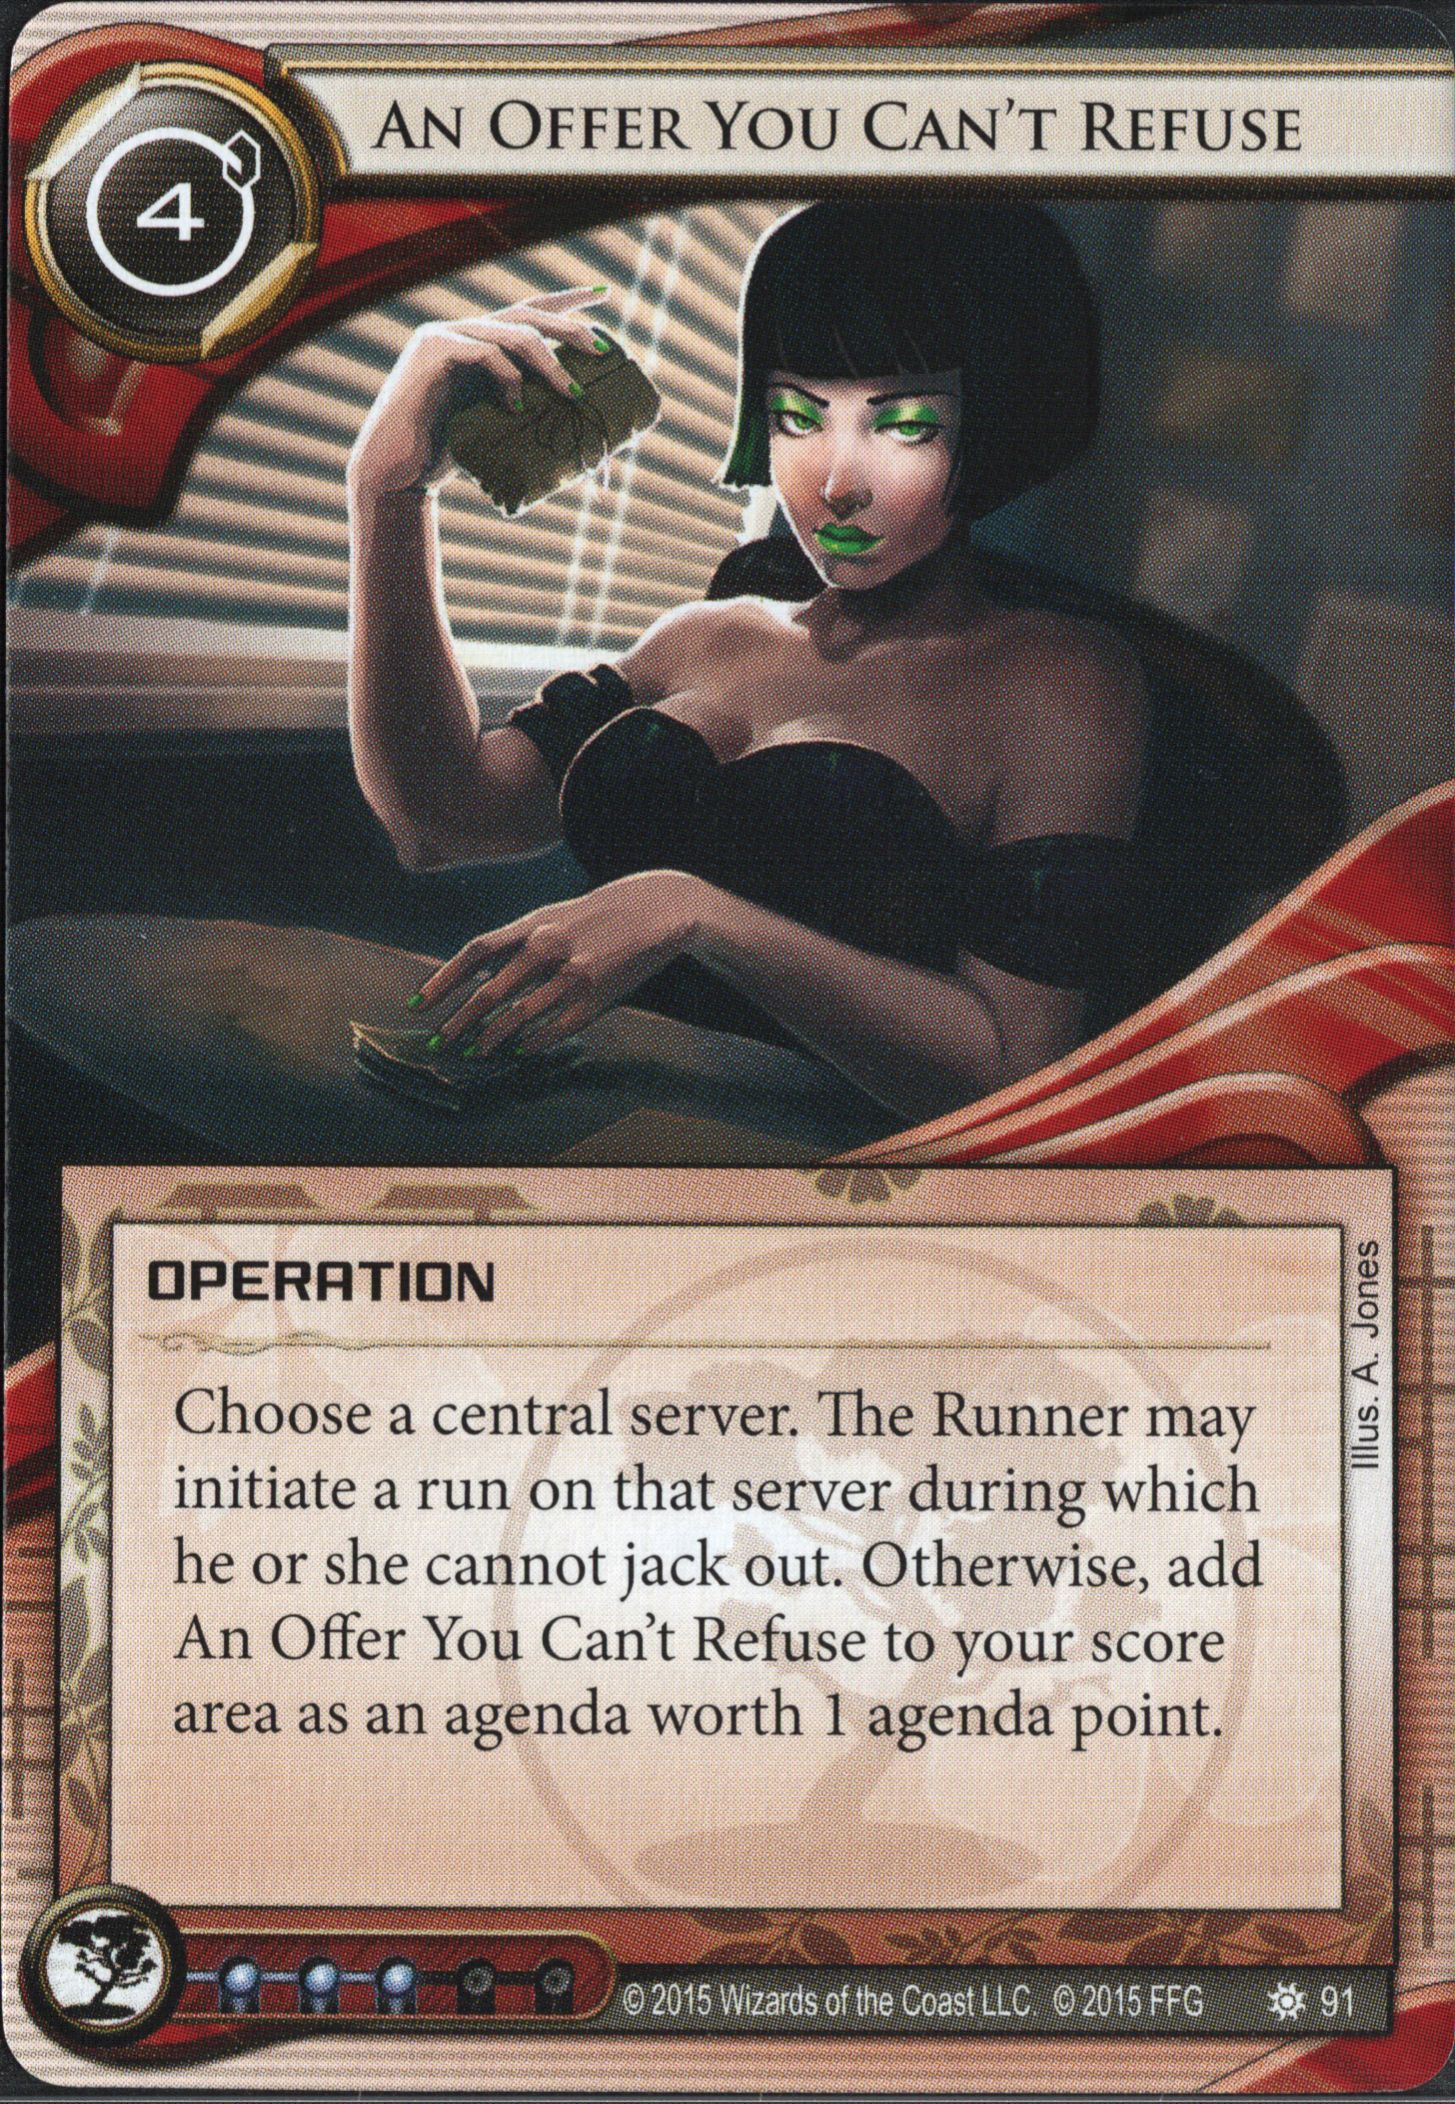 4
AN OFFER YOU CAN'T REFUSE
OPERATION
Choose a central server. The Runner may
initiate a run on that server during which
he or she cannot jack out. Otherwise, add
An Offer You Can't Refuse to your score
area as an agenda worth 1 agenda point.
Illus. A. Jones
© 2015 Wizards of the Coast LLC © 2015 FFG 91